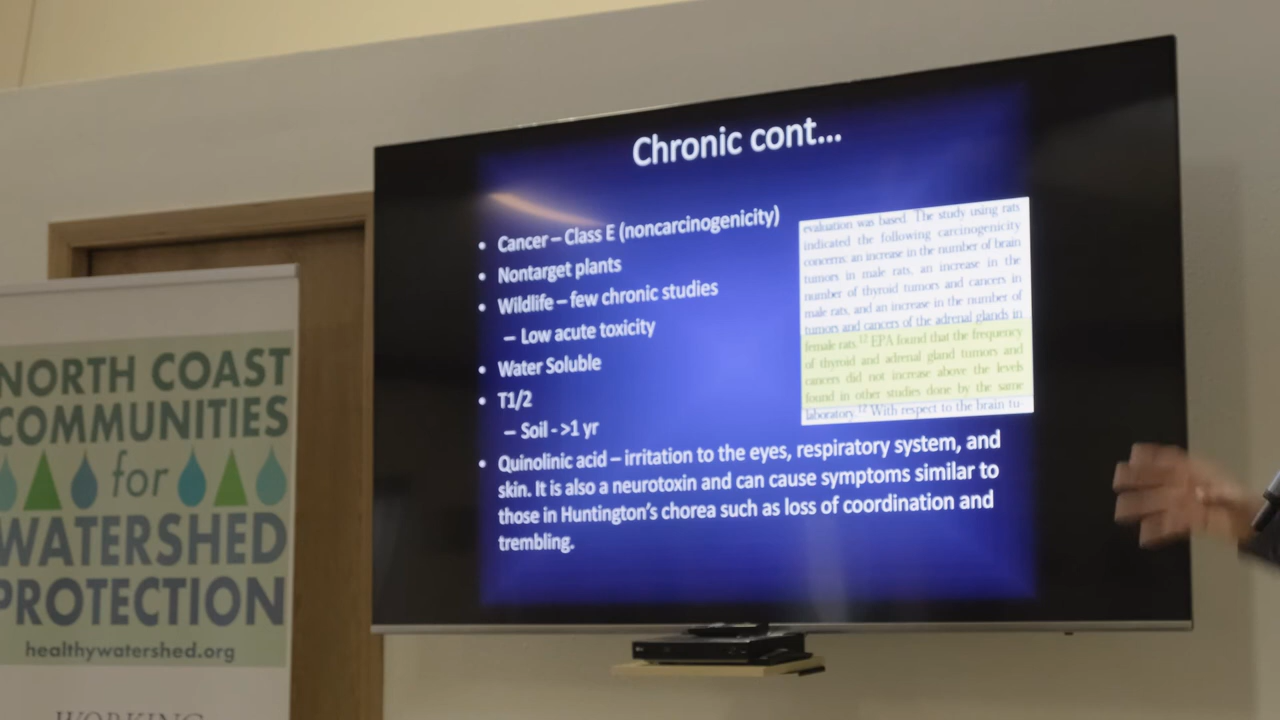 Chronic cont...
• Cancer – Class E (noncarcinogenicity)
• Nontarget plants
• Wildlife – few chronic studies
– Low acute toxicity
• Water Soluble
• T1/2
– Soil - >1 yr
• Quinolinic acid – irritation to the eyes, respiratory system, and
skin. It is also a neurotoxin and can cause symptoms similar to
those in Huntington's chorea such as loss of coordination and
trembling.
evaluation was based. The study using rats
indicated the following carcinogenicity
concerns: an increase in the number of brain
tumors in male rats, an increase in the
number of thyroid tumors and cancers in
male rats, and an increase in the number of
tumors and cancers of the adrenal glands in
female rats.12 EPA found that the frequency
of thyroid and adrenal gland tumors and
cancers did not increase above the levels
found in other studies done by the same
laboratory.12 With respect to the brain tu-
NORTH COAST
COMMUNITIES
for
WATERSHED
PROTECTION
healthywatershed.org
WORKING